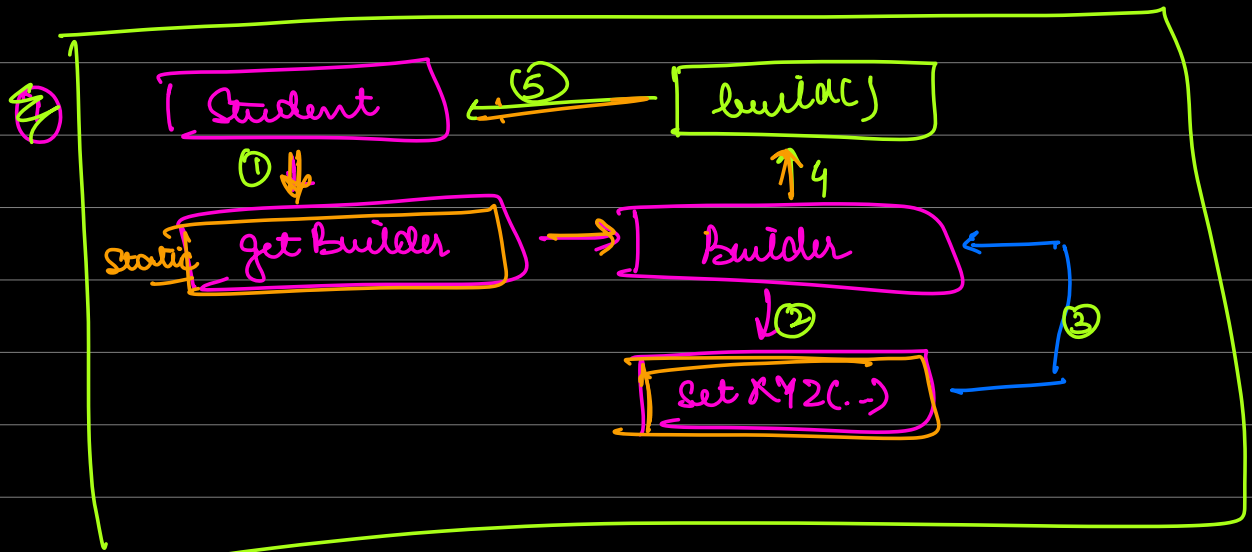 Student
5
build()
1
4
Static
getBuilder
Builder
2
3
SetXYZ(..)